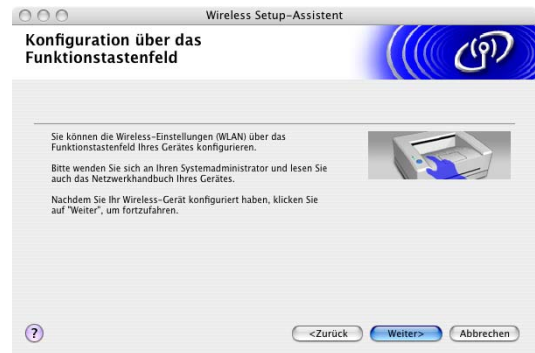 Wireless Setup-Assistent
Konfiguration über das
Funktionstastenfeld
Sie können die Wireless-Einstellungen (WLAN) über das
Funktionstastenfeld Ihres Gerätes konfigurieren.
Bitte wenden Sie sich an Ihren Systemadministrator und lesen Sie
auch das Netzwerkhandbuch Ihres Gerätes.
Nachdem Sie Ihr Wireless-Gerät konfiguriert haben, klicken Sie
auf "Weiter", um fortzufahren.
?
<Zurück
Weiter>
Abbrechen